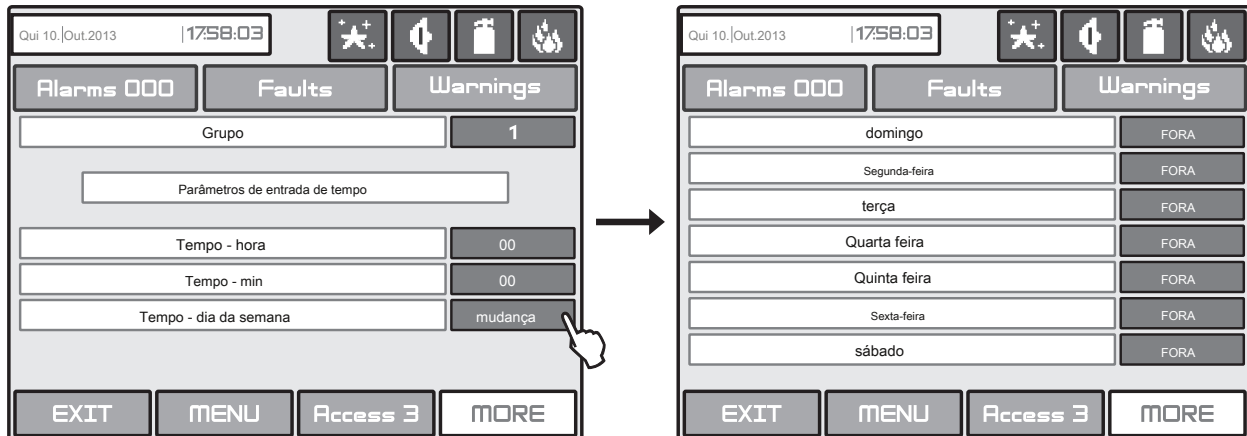 Qui 10. Out.2013 17:58:03
Alarms 000 Faults Warnings
Grupo 1
Parâmetros de entrada de tempo
Tempo - hora 00
Tempo - min 00
Tempo - dia da semana mudança
EXIT MENU Access 3 MORE
Qui 10. Out.2013 17:58:03
Alarms 000 Faults Warnings
domingo FORA
Segunda-feira FORA
terça FORA
Quarta feira FORA
Quinta feira FORA
Sexta-feira FORA
sábado FORA
EXIT MENU Access 3 MORE